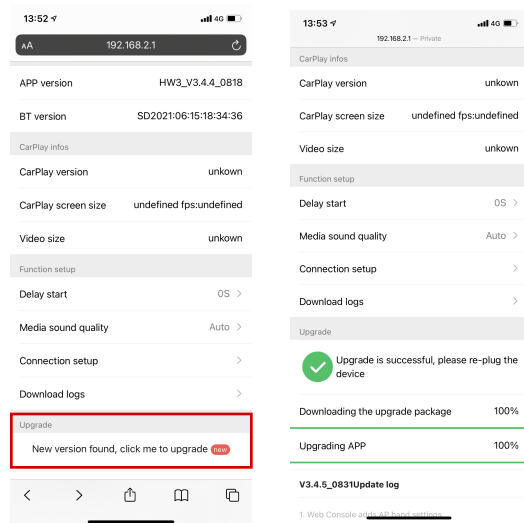 13:52
4G
AA
192.168.2.1
APP version
HW3_V3.4.4_0818
BT version
SD2021:06:15:18:34:36
CarPlay infos
CarPlay version
unkown
CarPlay screen size
undefined fps:undefined
Video size
unkown
Function setup
Delay start
0S
Media sound quality
Auto
Connection setup
Download logs
Upgrade
New version found, click me to upgrade new
13:53
4G
192.168.2.1 — Private
CarPlay infos
CarPlay version
unkown
CarPlay screen size
undefined fps:undefined
Video size
unkown
Function setup
Delay start
0S
Media sound quality
Auto
Connection setup
Download logs
Upgrade
Upgrade is successful, please re-plug the
device
Downloading the upgrade package
100%
Upgrading APP
100%
V3.4.5_0831Update log
1. Web Console adds AP band settings